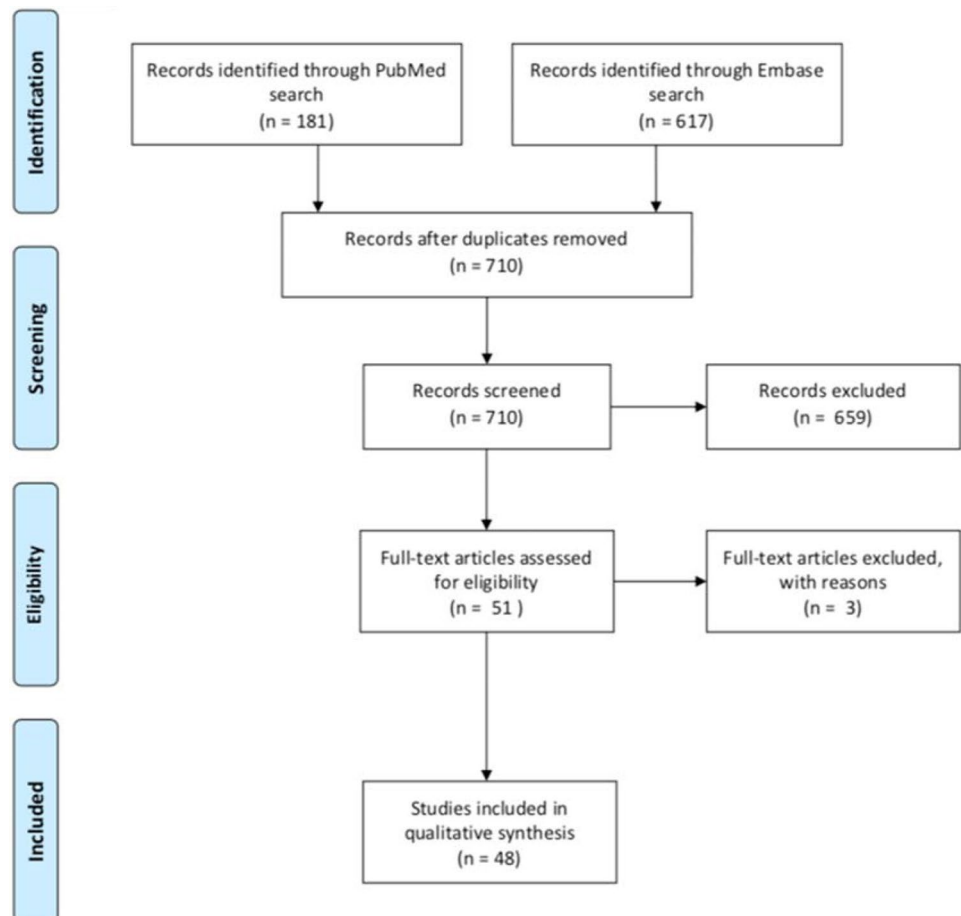 Identification
Records identified through PubMed
search
(n = 181)
Records identified through Embase
search
(n = 617)
Records after duplicates removed
(n = 710)
Screening
Records screened
(n = 710)
Records excluded
(n = 659)
Eligibility
Full-text articles assessed
for eligibility
(n = 51 )
Full-text articles excluded,
with reasons
(n = 3)
Included
Studies included in
qualitative synthesis
(n = 48)